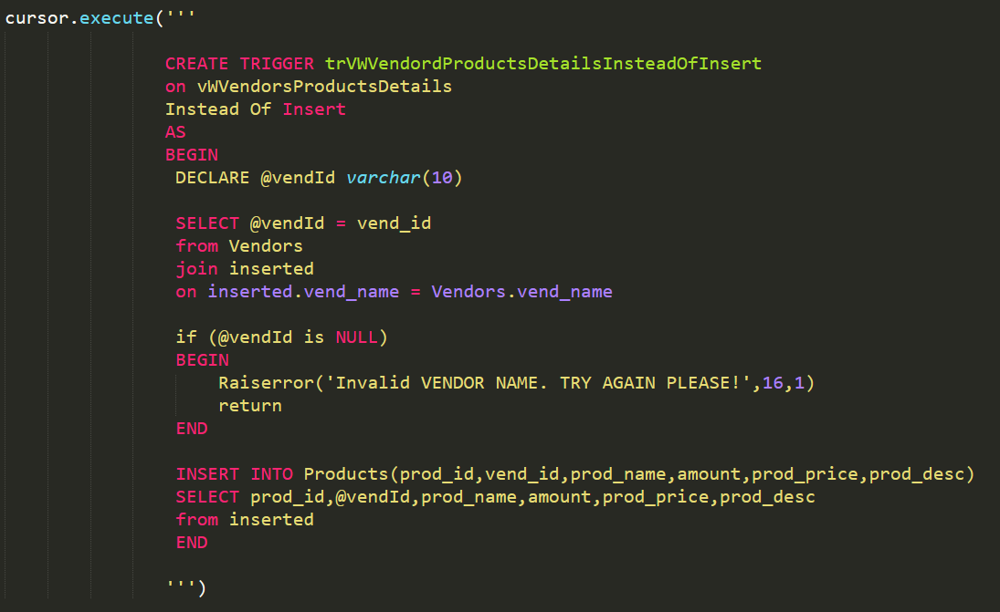 cursor.execute('''
CREATE TRIGGER trVWVendordProductsDetailsInsteadOfInsert
on vWVendorsProductsDetails
Instead Of Insert
AS
BEGIN
DECLARE @vendId varchar(10)
SELECT @vendId = vend_id
from Vendors
join inserted
on inserted.vend_name = Vendors.vend_name
if (@vendId is NULL)
BEGIN
Raiserror('Invalid VENDOR NAME. TRY AGAIN PLEASE!',16,1)
return
END
INSERT INTO Products(prod_id,vend_id,prod_name,amount,prod_price,prod_desc)
SELECT prod_id,@vendId,prod_name,amount,prod_price,prod_desc
from inserted
END
''')